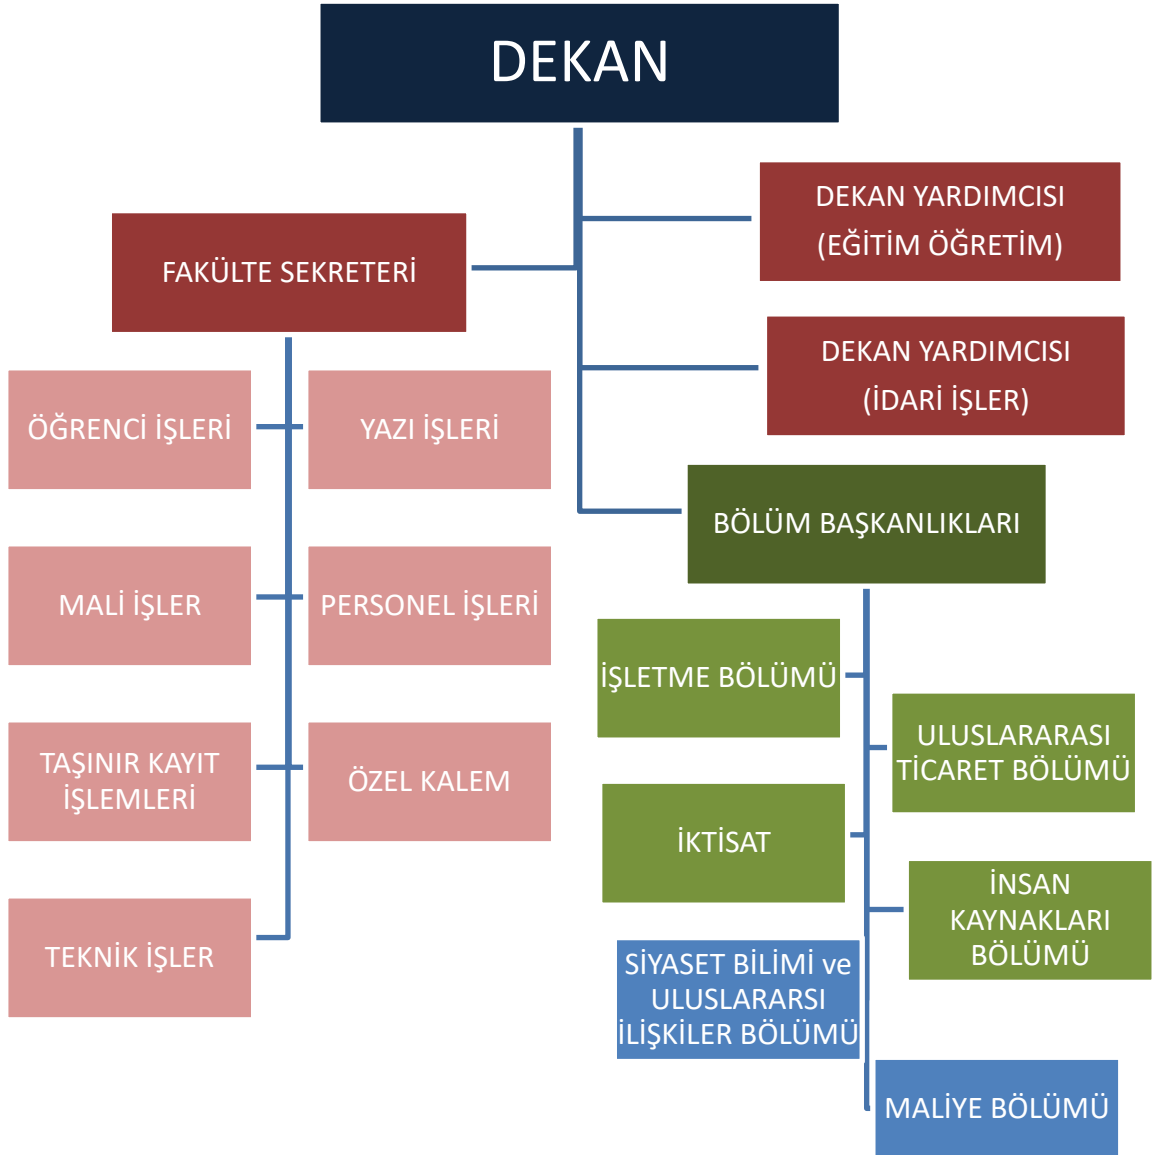 DEKAN
DEKAN YARDIMCISI
(EĞİTİM ÖĞRETİM)
FAKÜLTE SEKRETERİ
DEKAN YARDIMCISI
(İDARİ İŞLER)
ÖĞRENCİ İŞLERİ
YAZI İŞLERİ
MALİ İŞLER
PERSONEL İŞLERİ
TAŞINIR KAYIT
İŞLEMLERİ
ÖZEL KALEM
TEKNİK İŞLER
BÖLÜM BAŞKANLIKLARI
İŞLETME BÖLÜMÜ
ULUSLARARASI
TİCARET BÖLÜMÜ
İKTİSAT
İNSAN
KAYNAKLARI
BÖLÜMÜ
SİYASET BİLİMİ ve
ULUSLARARSI
İLİŞKİLER BÖLÜMÜ
MALİYE BÖLÜMÜ